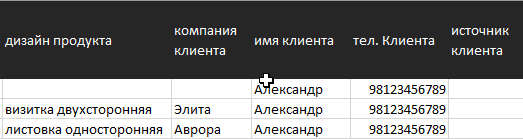 дизайн продукта компания клиента имя клиента тел. Клиента источник клиента
Александр 98123456789
визитка двухсторонняя Элита Александр 98123456789
листовка односторонняя Аврора Александр 98123456789